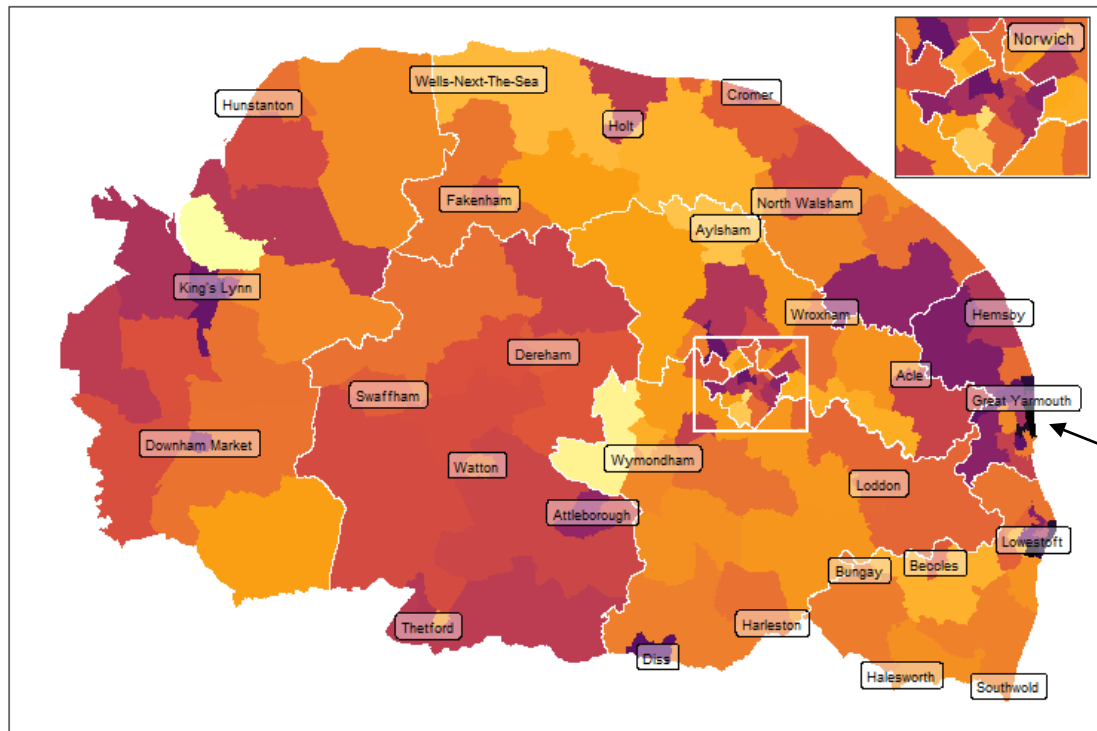 Norwich
Wells-Next-The-Sea
Hunstanton
Cromer
Holt
Fakenham
North Walsham
Aylsham
King's Lynn
Wroxham
Hemsby
Dereham
Acle
Swaffham
Great Yarmouth
Downham Market
Watton
Wymondham
Loddon
Attleborough
Lowestoft
Bungay
Beccles
Thetford
Harleston
Diss
Halesworth
Southwold